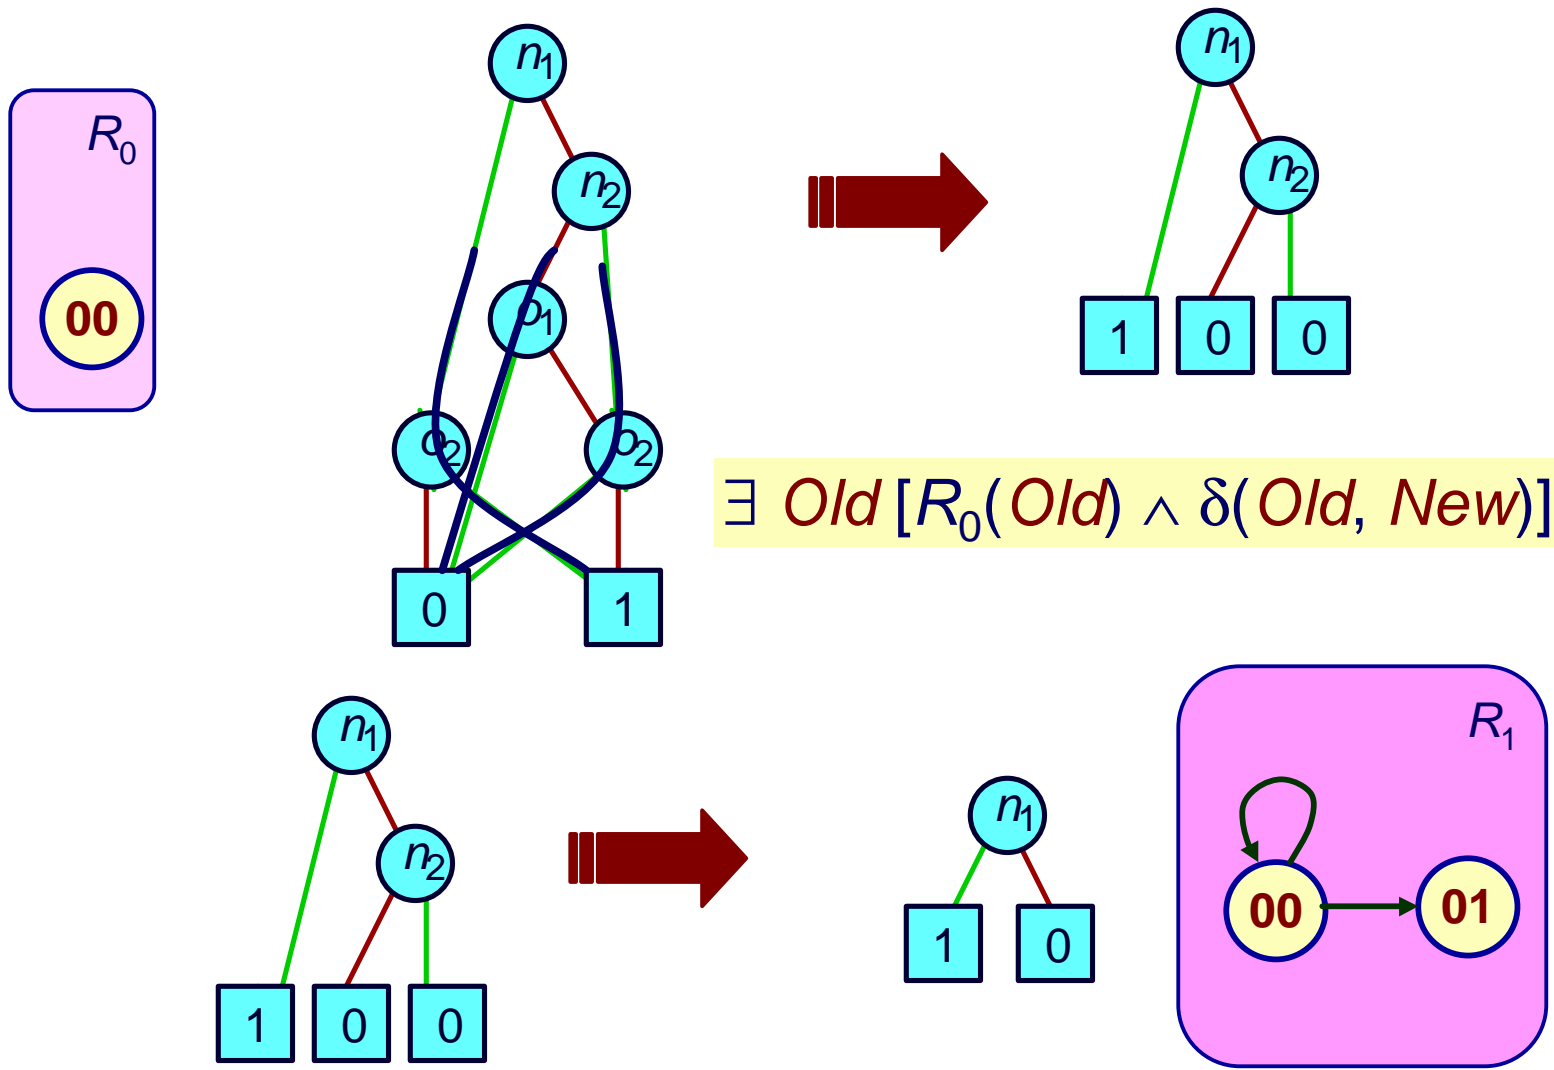 R0
00
n1
n2
o1
o2
o2
0
1
n1
n2
1
0
0
∃ Old [R0(Old) ∧ δ(Old, New)]
n1
n2
1
0
0
n1
1
0
R1
00
01